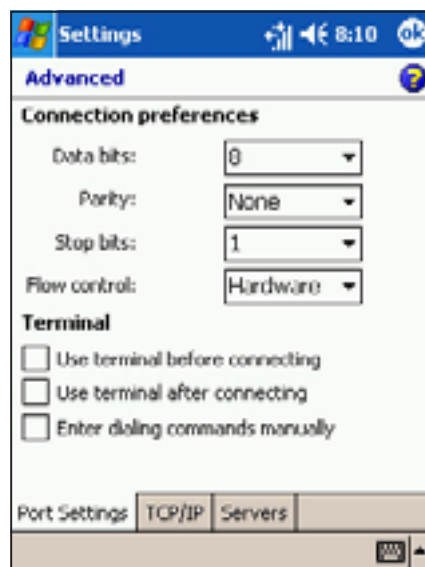 Settings 8:10 ok
Advanced ?
Connection preferences
Data bits: 8
Parity: None
Stop bits: 1
Flow control: Hardware
Terminal
Use terminal before connecting
Use terminal after connecting
Enter dialing commands manually
Port Settings TCP/IP Servers